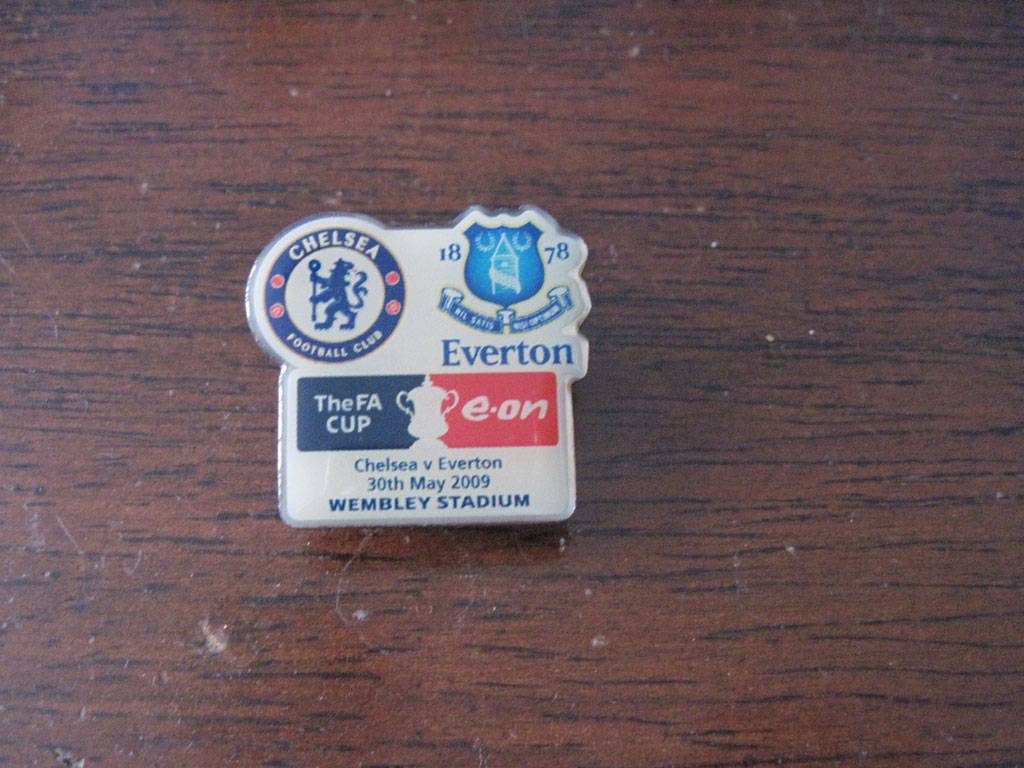 CHELSEA
FOOTBALL CLUB
18 78
NIL SATIS NISI OPTIMUM
Everton
The FA
CUP
e·on
Chelsea v Everton
30th May 2009
WEMBLEY STADIUM